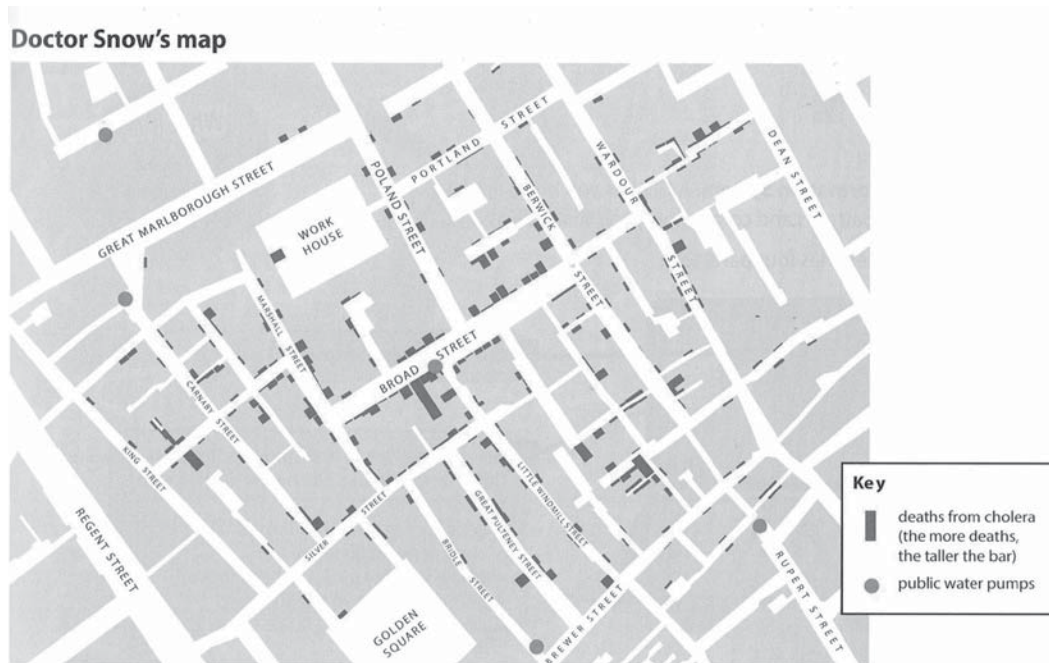 Doctor Snow's map
GREAT MARLBOROUGH STREET
POLAND STREET
PORTLAND STREET
BERWICK STREET
WARDOUR STREET
DEAN STREET
WORK
HOUSE
MARSHALL STREET
BROAD STREET
CARNABY STREET
KING STREET
REGENT STREET
SILVER STREET
GOLDEN
SQUARE
BRIDLE STREET
GREAT PULTENEY STREET
LITTLE WINDMILL STREET
BREWER STREET
RUPERT STREET
Key
deaths from cholera
(the more deaths,
the taller the bar)
public water pumps